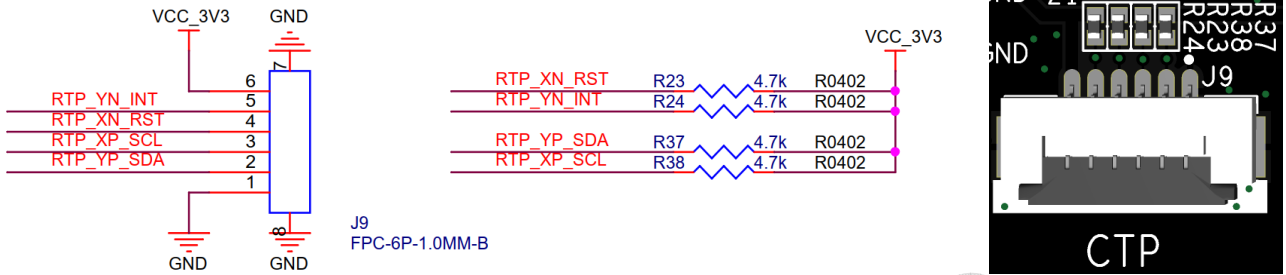 VCC_3V3
GND
7
6
RTP_YN_INT
5
RTP_XN_RST
4
RTP_XP_SCL
3
RTP_YP_SDA
2
1
8
J9
FPC-6P-1.0MM-B
GND
GND
VCC_3V3
RTP_XN_RST R23 4.7k R0402
RTP_YN_INT R24 4.7k R0402
RTP_YP_SDA R37 4.7k R0402
RTP_XP_SCL R38 4.7k R0402
R24
R23
R38
R37
GND
J9
CTP